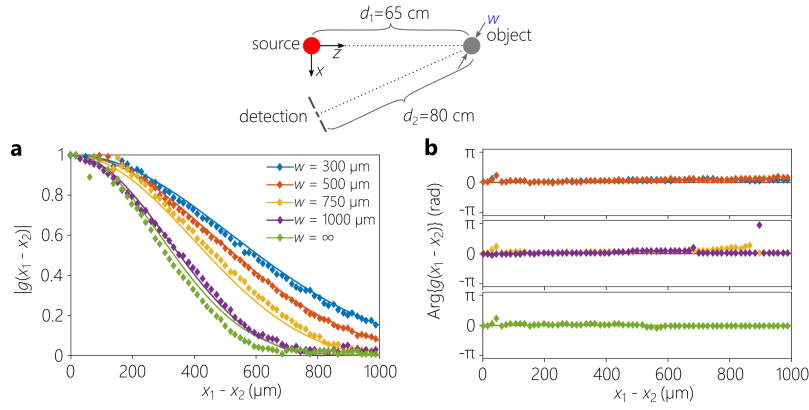 d₁=65 cm
w
source
object
z
x
detection
d₂=80 cm
a
|g(x₁ - x₂)|
1
0.8
0.6
0.4
0.2
0
w = 300 µm
w = 500 µm
w = 750 µm
w = 1000 µm
w = ∞
0 200 400 600 800 1000
x₁ - x₂ (µm)
b
Arg{g(x₁ - x₂)} (rad)
π
0
-π
π
0
-π
π
0
-π
0 200 400 600 800 1000
x₁ - x₂ (µm)